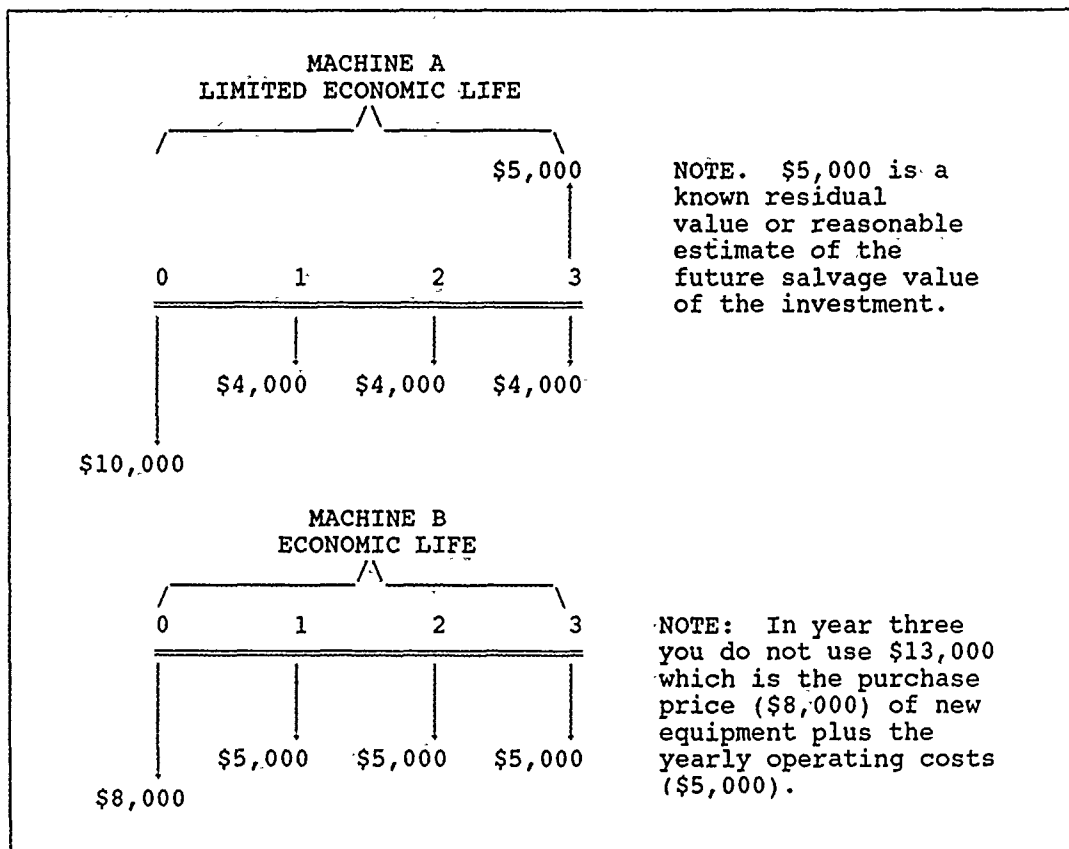 MACHINE A
LIMITED ECONOMIC LIFE
$5,000
NOTE. $5,000 is a
known residual
value or reasonable
estimate of the
future salvage value
of the investment.
0 1 2 3
$4,000 $4,000 $4,000
$10,000
MACHINE B
ECONOMIC LIFE
0 1 2 3
NOTE: In year three
you do not use $13,000
which is the purchase
price ($8,000) of new
equipment plus the
yearly operating costs
($5,000).
$5,000 $5,000 $5,000
$8,000